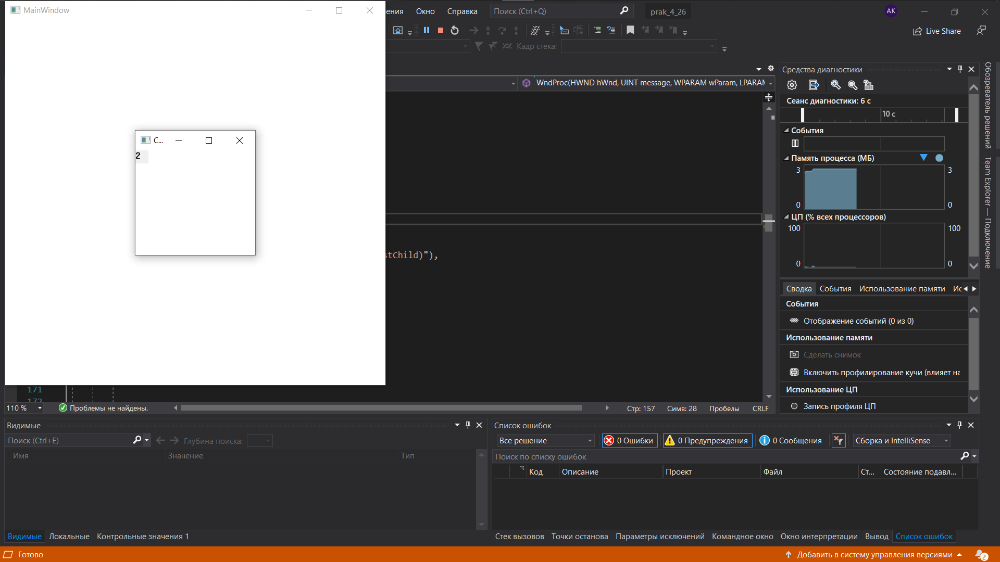 MainWindow
ения Окно Справка Поиск (Ctrl+Q) prak_4_26 AK
Live Share
Кадр стека:
WndProc(HWND hWnd, UINT message, WPARAM wParam, LPARAM
C...
2
stChild)"),
171
172
110 % Проблемы не найдены. Стр: 157 Симв: 28 Пробелы CRLF
Средства диагностики
Сеанс диагностики: 6 с
10 с
События
Память процесса (МБ)
3 3
0 0
ЦП (% всех процессоров)
100 100
0 0
Сводка События Использование памяти Ис
События
Отображение событий (0 из 0)
Использование памяти
Сделать снимок
Включить профилирование кучи (влияет на
Использование ЦП
Запись профиля ЦП
Обозреватель решений
Team Explorer — Подключение
Видимые
Поиск (Ctrl+E) Глубина поиска:
Имя Значение Тип
Видимые Локальные Контрольные значения 1
Список ошибок
Все решение 0 Ошибки 0 Предупреждения 0 Сообщения Сборка и IntelliSense
Поиск по списку ошибок
Код Описание Проект Файл Ст... Состояние подавл...
Стек вызовов Точки останова Параметры исключений Командное окно Окно интерпретации Вывод Список ошибок
Готово Добавить в систему управления версиями 2